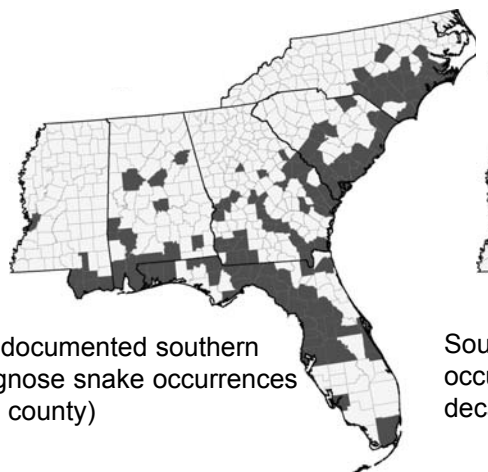 documented southern
gnose snake occurrences
county)
Sou
occu
dec